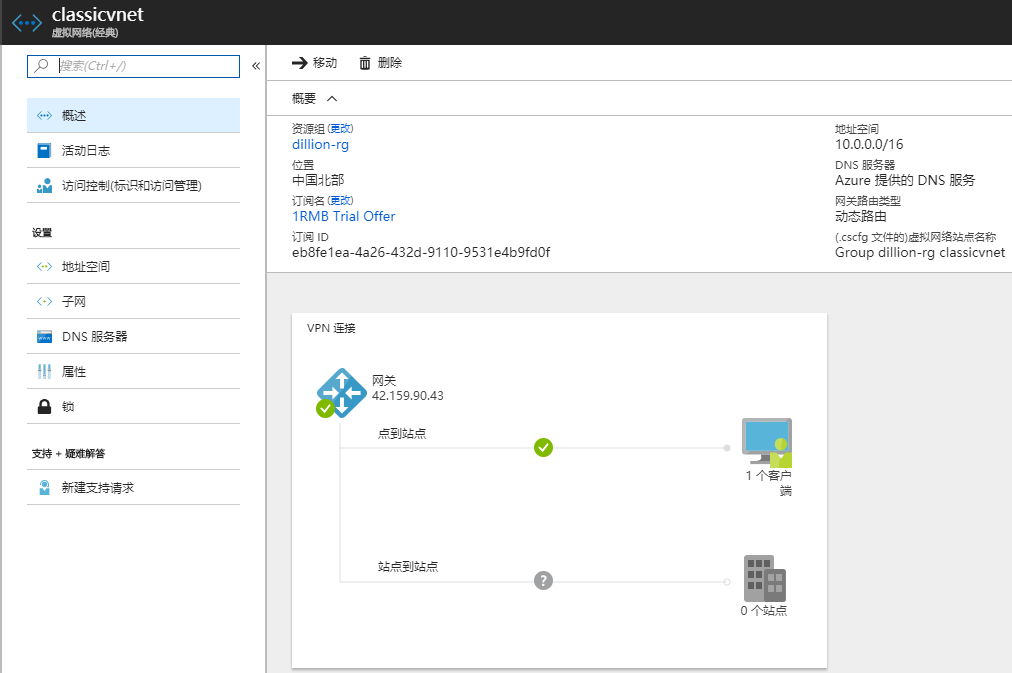 classicvnet
虚拟网络(经典)
搜索(Ctrl+/)
«
概述
活动日志
访问控制(标识和访问管理)
设置
地址空间
子网
DNS 服务器
属性
锁
支持 + 疑难解答
新建支持请求
移动 删除
概要
资源组 (更改)
dillion-rg
位置
中国北部
订阅名 (更改)
1RMB Trial Offer
订阅 ID
eb8fe1ea-4a26-432d-9110-9531e4b9fd0f
地址空间
10.0.0.0/16
DNS 服务器
Azure 提供的 DNS 服务
网关路由类型
动态路由
(.cscfg 文件的)虚拟网络站点名称
Group dillion-rg classicvnet
VPN 连接
网关
42.159.90.43
点到站点
1 个客户
端
站点到站点
?
0 个站点